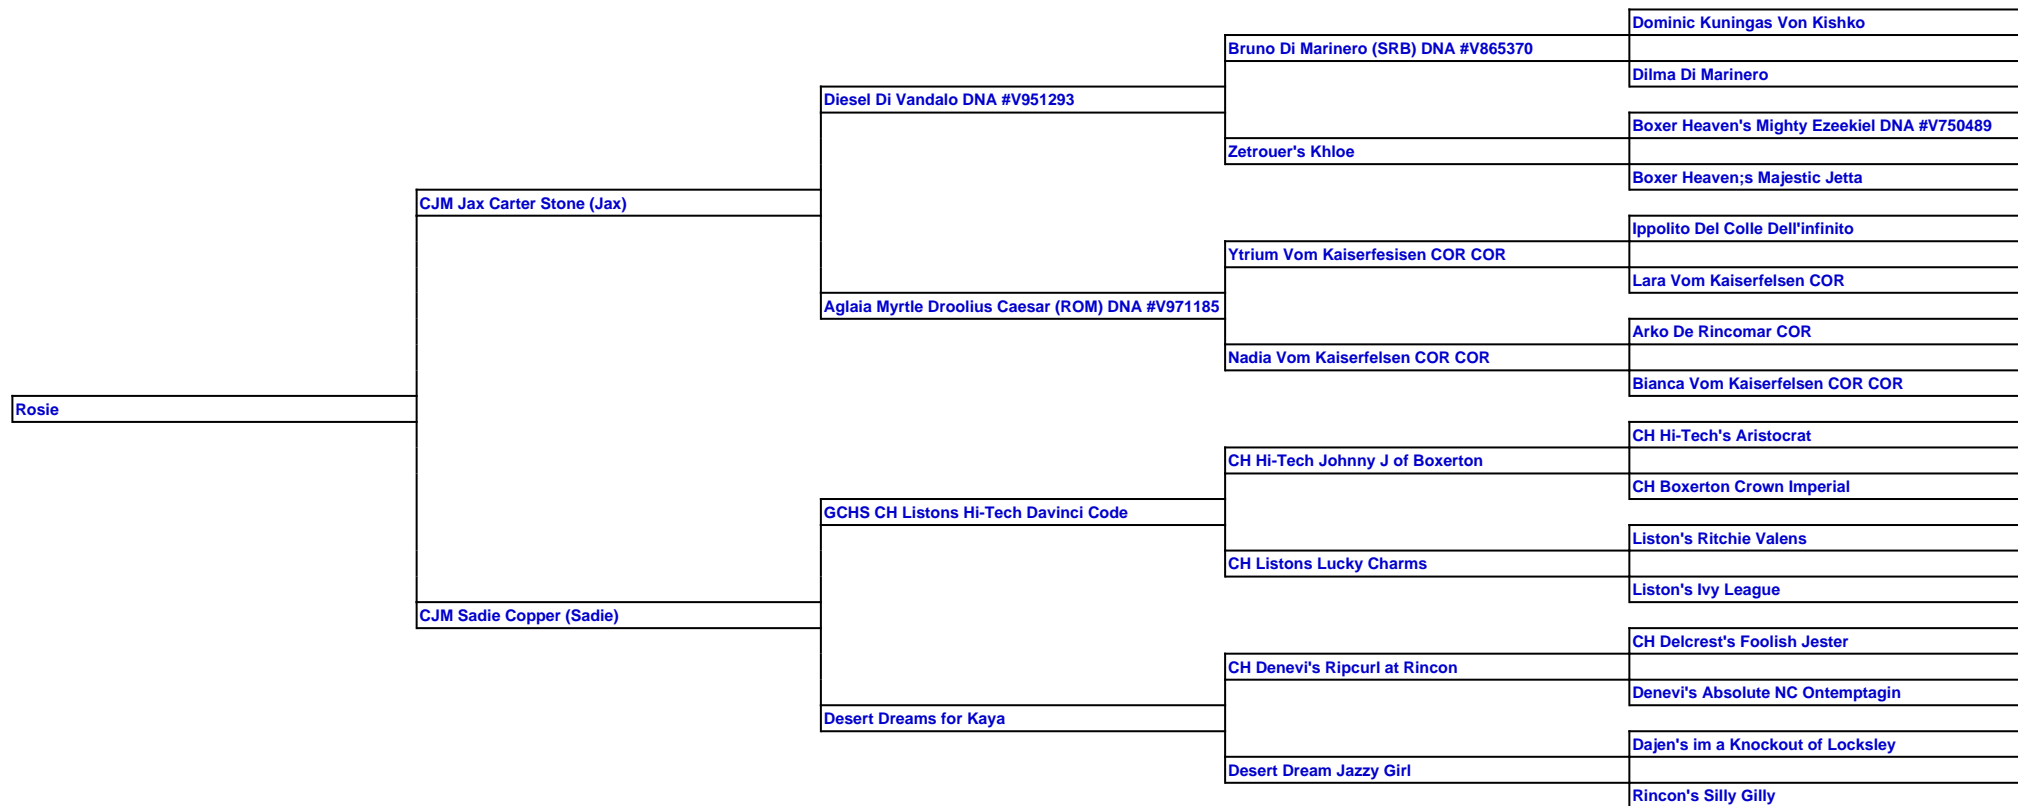 Dominic Kuningas Von Kishko
Bruno Di Marinero (SRB) DNA #V865370
Dilma Di Marinero
Diesel Di Vandalo DNA #V951293
Boxer Heaven's Mighty Ezeekiel DNA #V750489
Zetrouer's Khloe
Boxer Heaven;s Majestic Jetta
CJM Jax Carter Stone (Jax)
Ippolito Del Colle Dell'infinito
Ytrium Vom Kaiserfesisen COR COR
Lara Vom Kaiserfelsen COR
Aglaia Myrtle Droolius Caesar (ROM) DNA #V971185
Arko De Rincomar COR
Nadia Vom Kaiserfelsen COR COR
Bianca Vom Kaiserfelsen COR COR
Rosie
CH Hi-Tech's Aristocrat
CH Hi-Tech Johnny J of Boxerton
CH Boxerton Crown Imperial
GCHS CH Listons Hi-Tech Davinci Code
Liston's Ritchie Valens
CH Listons Lucky Charms
Liston's Ivy League
CJM Sadie Copper (Sadie)
CH Delcrest's Foolish Jester
CH Denevi's Ripcurl at Rincon
Denevi's Absolute NC Ontemptagin
Desert Dreams for Kaya
Dajen's im a Knockout of Locksley
Desert Dream Jazzy Girl
Rincon's Silly Gilly